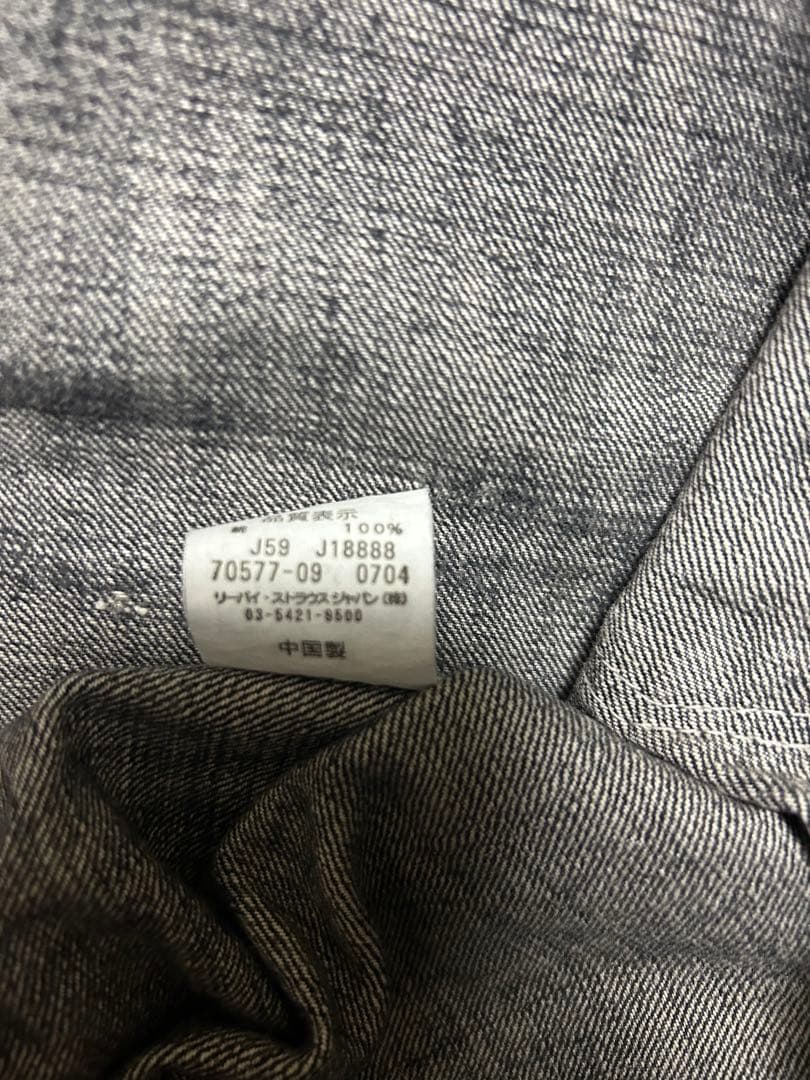 品質表示
綿 100%
J59 J18888
70577-09 0704
リーバイ・ストラウスジャパン(株)
03-5421-9500
中国製